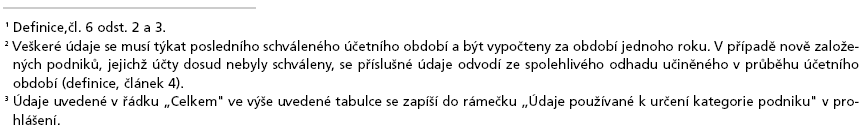 ¹ Definice,čl. 6 odst. 2 a 3.
² Veškeré údaje se musí týkat posledního schváleného účetního období a být vypočteny za období jednoho roku. V případě nově založe-
ných podniků, jejichž účty dosud nebyly schváleny, se příslušné údaje odvodí ze spolehlivého odhadu učiněného v průběhu účetního
období (definice, článek 4).
³ Údaje uvedené v řádku „Celkem" ve výše uvedené tabulce se zapíší do rámečku „Údaje používané k určení kategorie podniku" v pro-
hlášení.